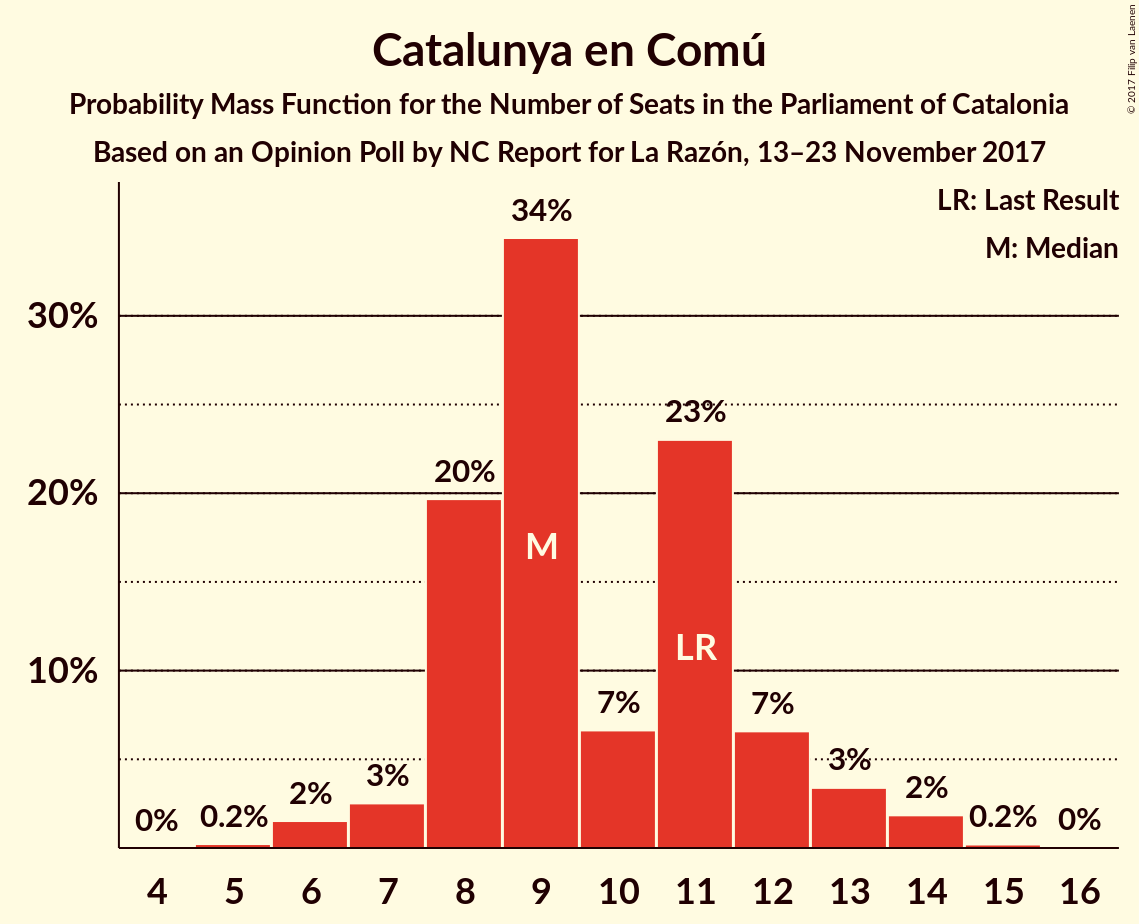 Catalunya en Comú
Probability Mass Function for the Number of Seats in the Parliament of Catalonia
Based on an Opinion Poll by NC Report for La Razón, 13–23 November 2017
© 2017 Filip van Laenen
LR: Last Result
M: Median
30%
20%
10%
0%
0.2%
2%
3%
20%
34%
7%
23%
7%
3%
2%
0.2%
0%
M
LR
4 5 6 7 8 9 10 11 12 13 14 15 16